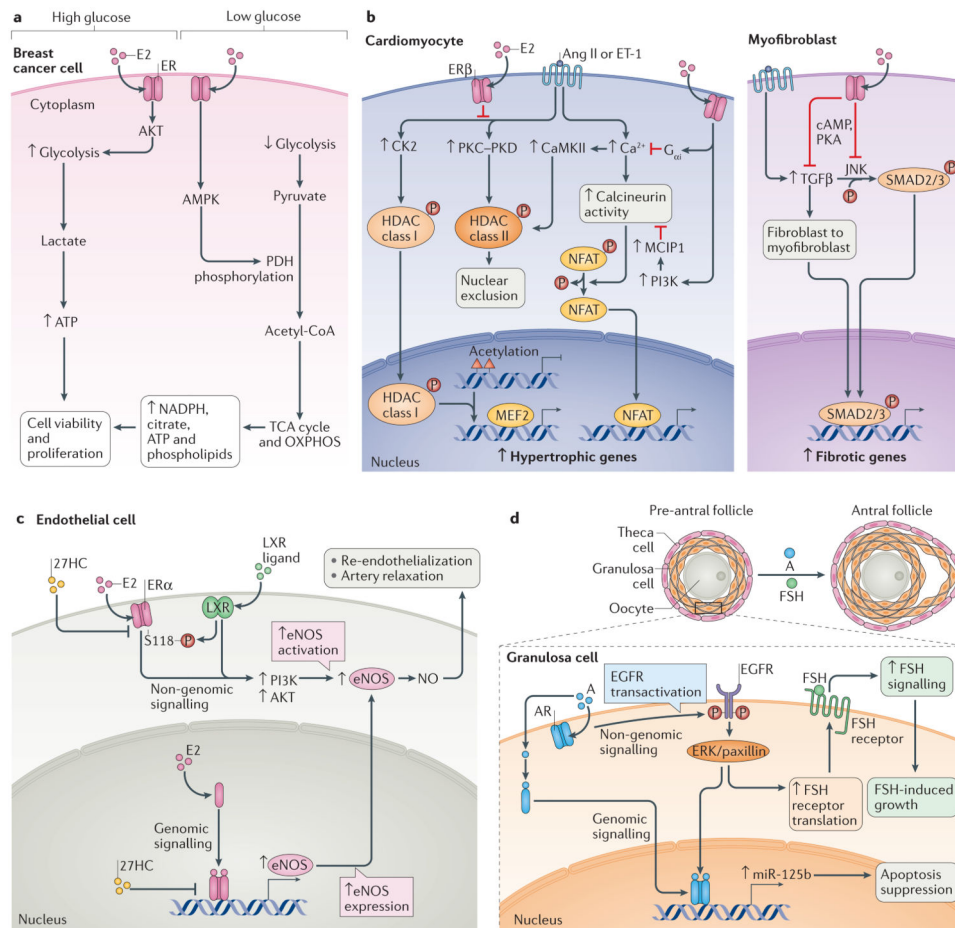 a
High glucose
Low glucose
Breast
cancer cell
E2
ER
Cytoplasm
AKT
↑ Glycolysis
↓ Glycolysis
AMPK
Pyruvate
Lactate
PDH
phosphorylation
↑ ATP
Acetyl-CoA
Cell viability
and
proliferation
↑ NADPH,
citrate,
ATP and
phospholipids
TCA cycle
and OXPHOS
b
Cardiomyocyte
E2
Ang II or ET-1
ERβ
↑ CK2
↑ PKC–PKD
↑ CaMKII
↑ Ca2+
Gαi
HDAC
class I
P
HDAC
class II
P
↑ Calcineurin
activity
↑ MCIP1
↑ PI3K
Nuclear
exclusion
NFAT
P
P
NFAT
Acetylation
HDAC
class I
P
MEF2
NFAT
Nucleus
↑ Hypertrophic genes
Myofibroblast
cAMP,
PKA
↑ TGFβ
JNK
P
SMAD2/3
P
Fibroblast to
myofibroblast
SMAD2/3
P
↑ Fibrotic genes
c
Endothelial cell
27HC
E2
ERα
LXR
ligand
LXR
S118
P
• Re-endothelialization
• Artery relaxation
↑ eNOS
activation
Non-genomic
signalling
↑ PI3K
↑ AKT
↑ eNOS
NO
E2
Genomic
signalling
27HC
↑ eNOS
↑ eNOS
expression
Nucleus
d
Pre-antral follicle
Antral follicle
Theca
cell
Granulosa
cell
Oocyte
A
FSH
Granulosa cell
A
AR
EGFR
transactivation
EGFR
P
P
Non-genomic
signalling
ERK/paxillin
FSH
FSH
receptor
↑ FSH
signalling
↑ FSH
receptor
translation
FSH-induced
growth
Genomic
signalling
↑ miR-125b
Apoptosis
suppression
Nucleus